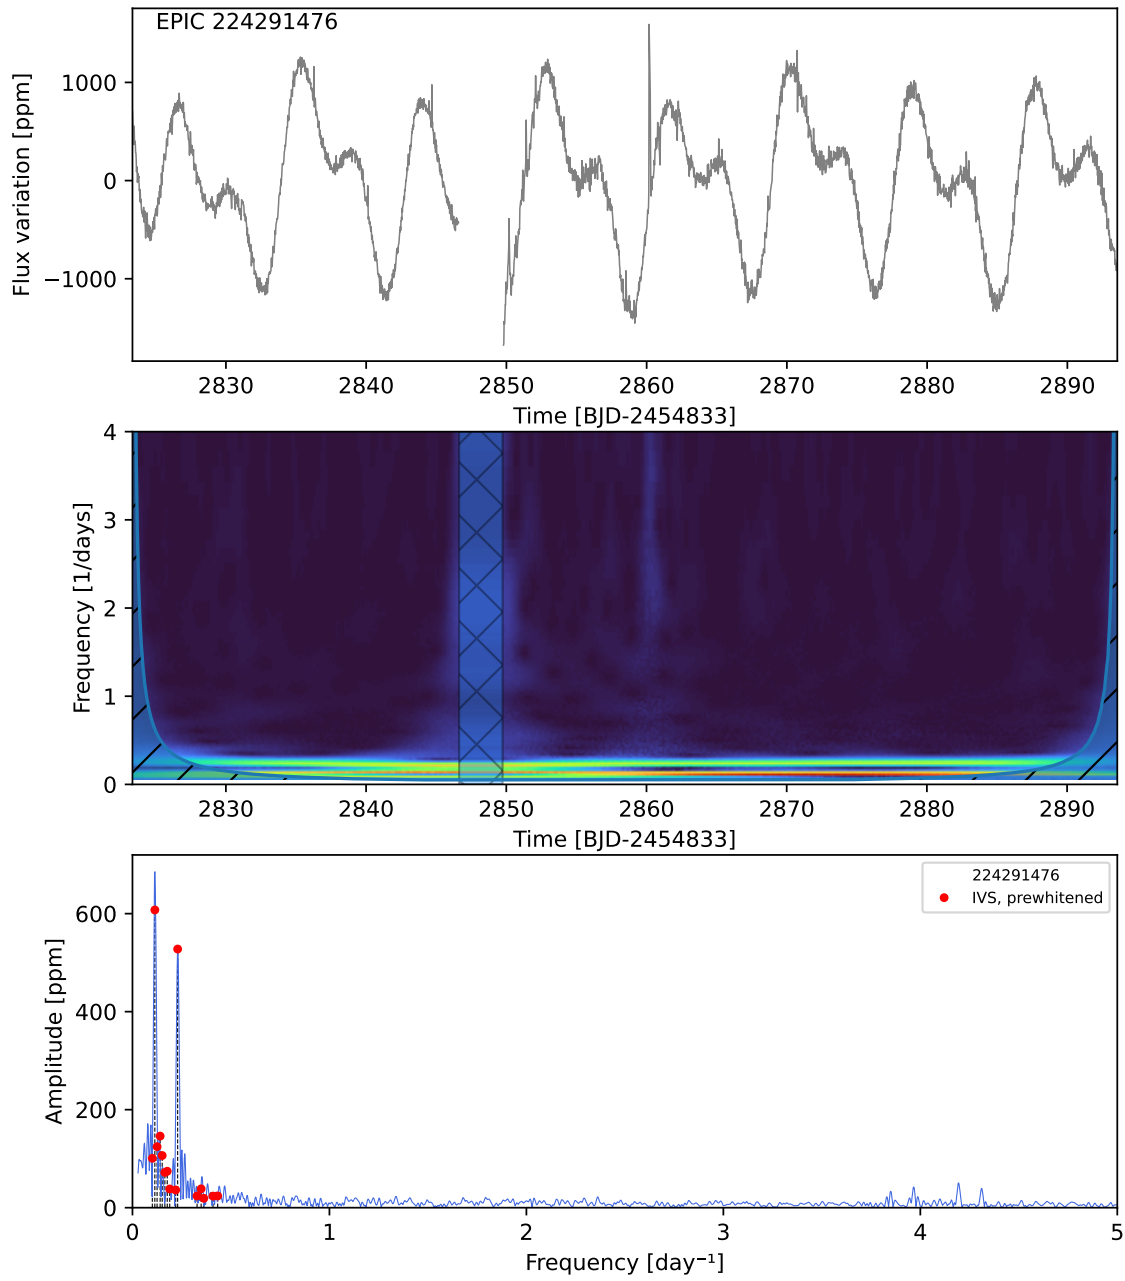 EPIC 224291476
1000
0
−1000
Flux variation [ppm]
2830 2840 2850 2860 2870 2880 2890
Time [BJD-2454833]
4
3
2
1
0
Frequency [1/days]
2830 2840 2850 2860 2870 2880 2890
Time [BJD-2454833]
224291476
IVS, prewhitened
600
400
200
0
Amplitude [ppm]
0 1 2 3 4 5
Frequency [day⁻¹]